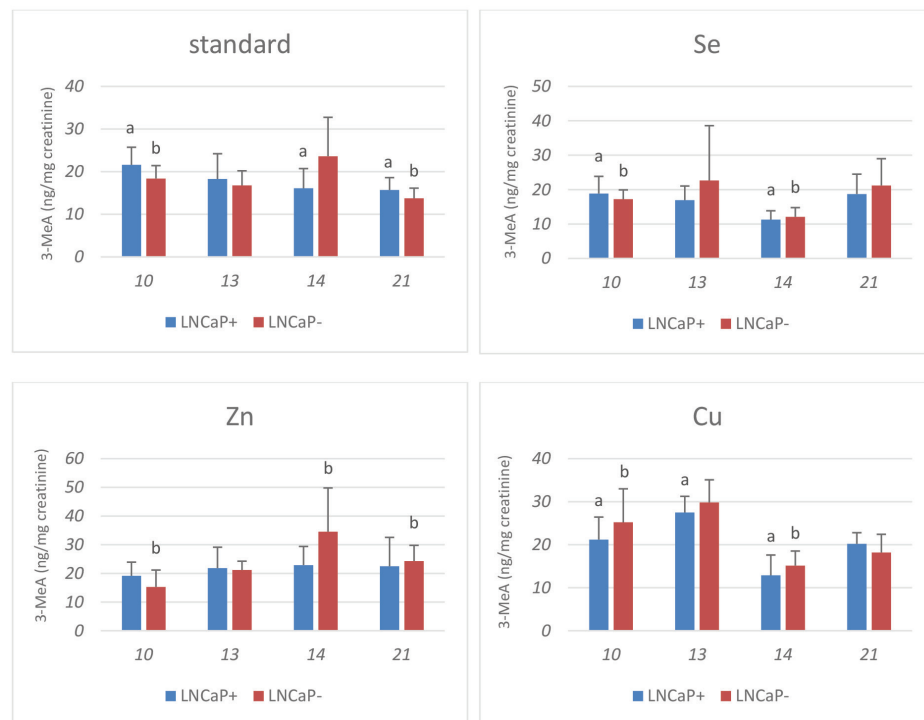 standard
3-MeA (ng/mg creatinine)
40
30
20
10
0
a
b
a
a
b
10 13 14 21
LNCaP+ LNCaP-
Se
3-MeA (ng/mg creatinine)
50
40
30
20
10
0
a
b
a
b
10 13 14 21
LNCaP+ LNCaP-
Zn
3-MeA (ng/mg creatinine)
60
50
40
30
20
10
0
b
b
b
10 13 14 21
LNCaP+ LNCaP-
Cu
3-MeA (ng/mg creatinine)
40
30
20
10
0
a
b
a
a
b
10 13 14 21
LNCaP+ LNCaP-